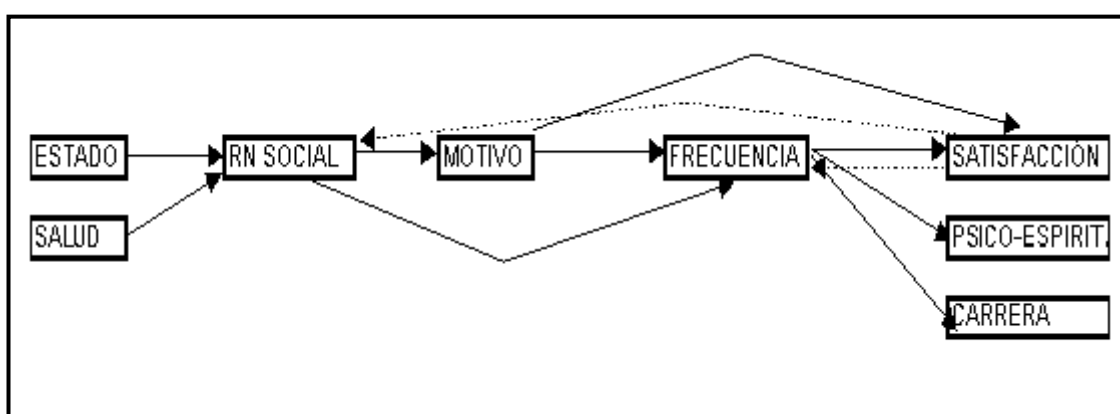 ESTADO
RN SOCIAL
MOTIVO
FRECUENCIA
SATISFACCIÓN
SALUD
PSICO-ESPIRIT.
CARRERA